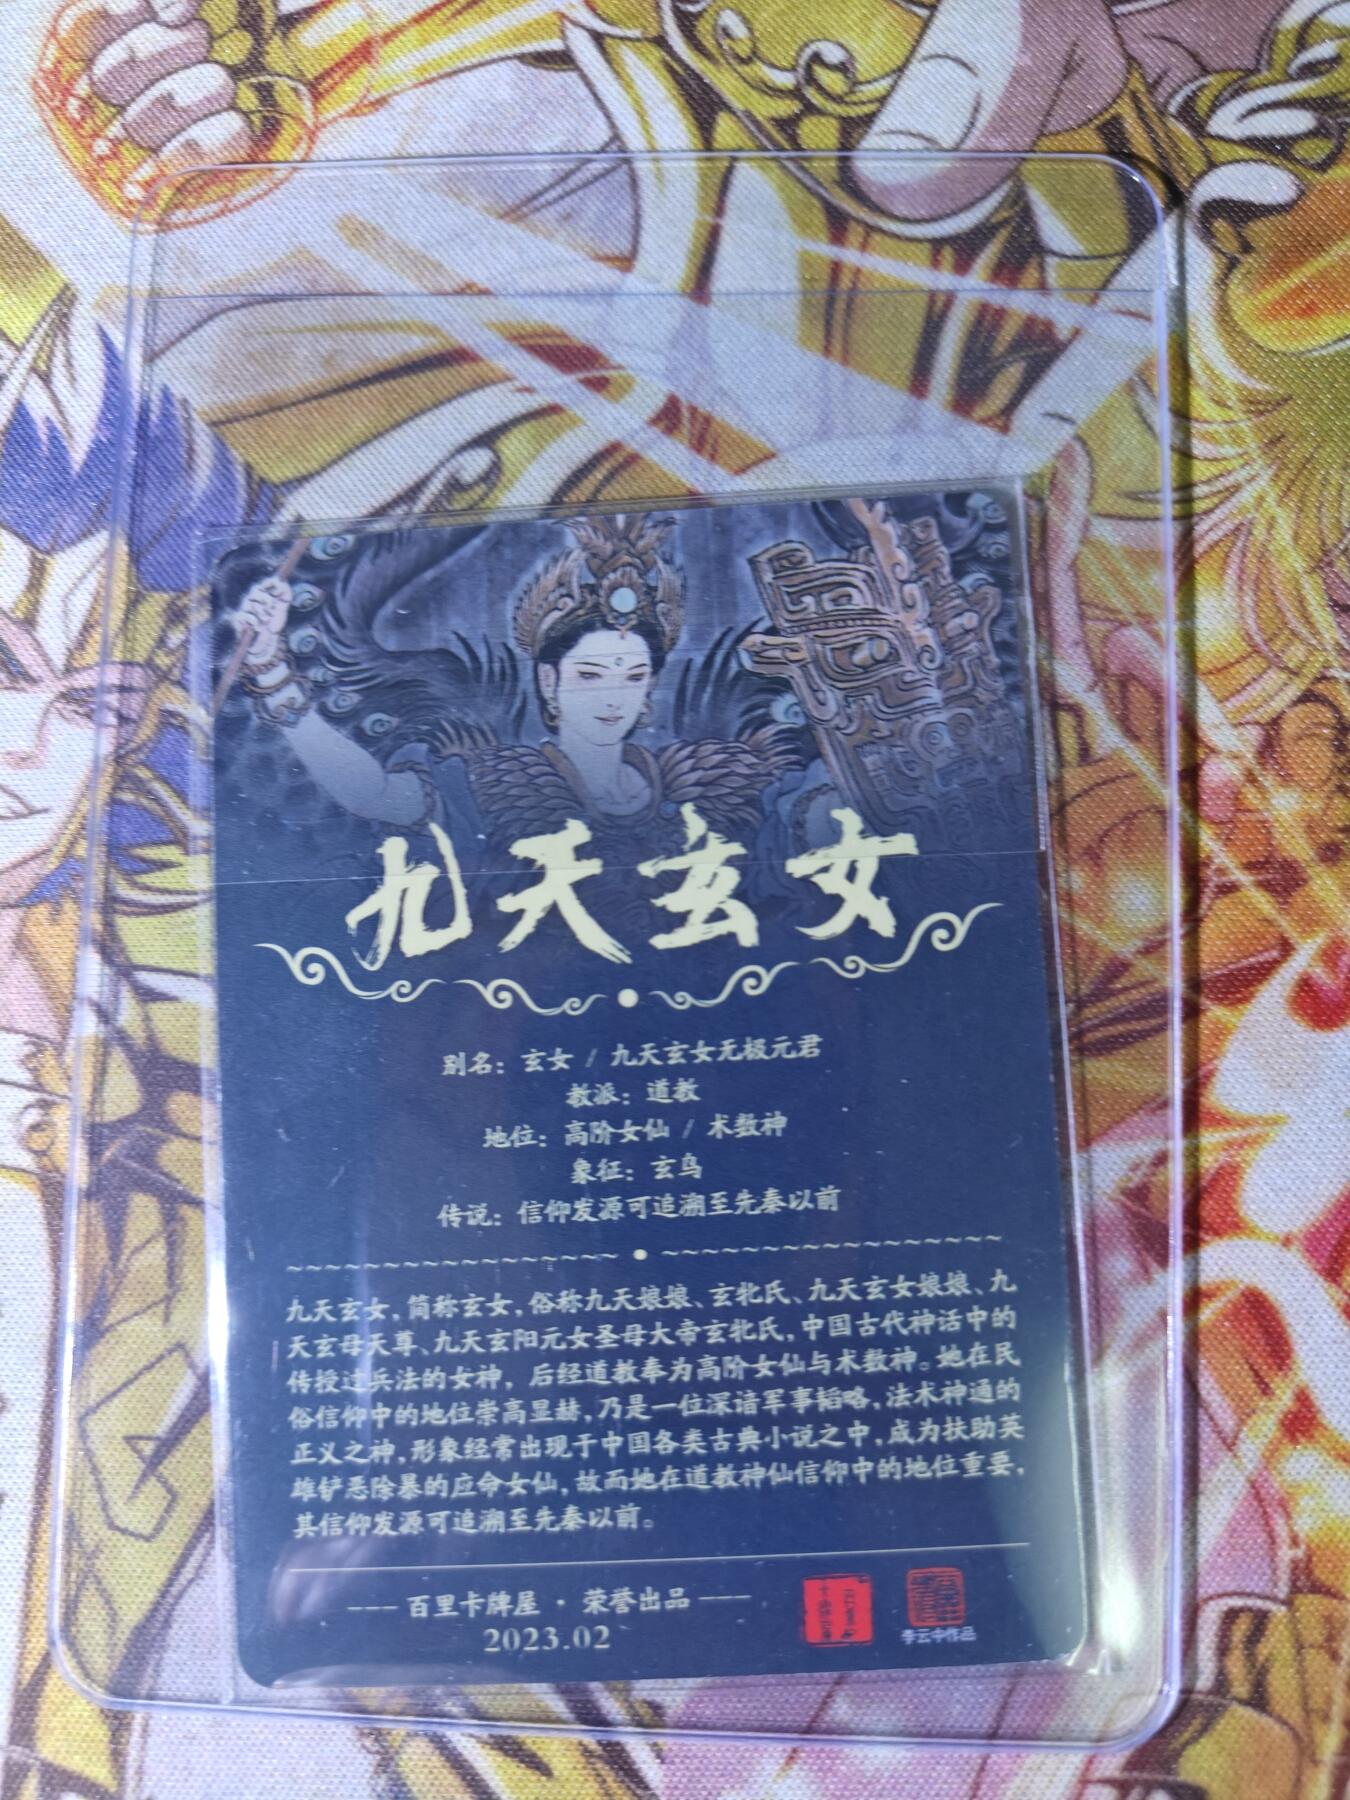 九天玄女
别名：玄女 / 九天玄女无极元君
教派：道教
地位：高阶女仙 / 术数神
象征：玄鸟
传说：信仰发源可追溯至先秦以前
九天玄女，简称玄女，俗称九天娘娘、玄牝氏、九天玄女娘娘、九
天玄母天尊、九天玄阳元女圣母大帝玄牝氏，中国古代神话中的
传授过兵法的女神，后经道教奉为高阶女仙与术数神。她在民
俗信仰中的地位崇高显赫，乃是一位深谙军事韬略，法术神通的
正义之神，形象经常出现于中国各类古典小说之中，成为扶助英
雄铲恶除暴的应命女仙，故而她在道教神仙信仰中的地位重要，
其信仰发源可追溯至先秦以前。
--- 百里卡牌屋 · 荣誉出品 ---
2023.02
李云中作品